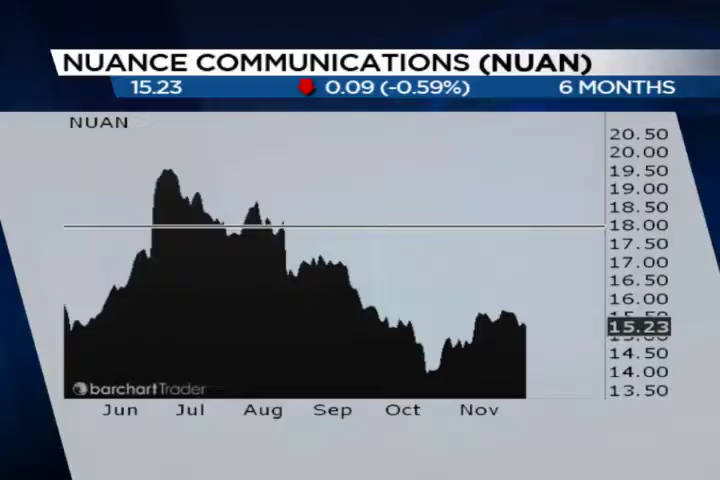 NUANCE COMMUNICATIONS (NUAN)
15.23 0.09 (-0.59%) 6 MONTHS
NUAN
20.50
20.00
19.50
19.00
18.50
18.00
17.50
17.00
16.50
16.00
15.23
14.50
14.00
13.50
barchartTrader
Jun Jul Aug Sep Oct Nov